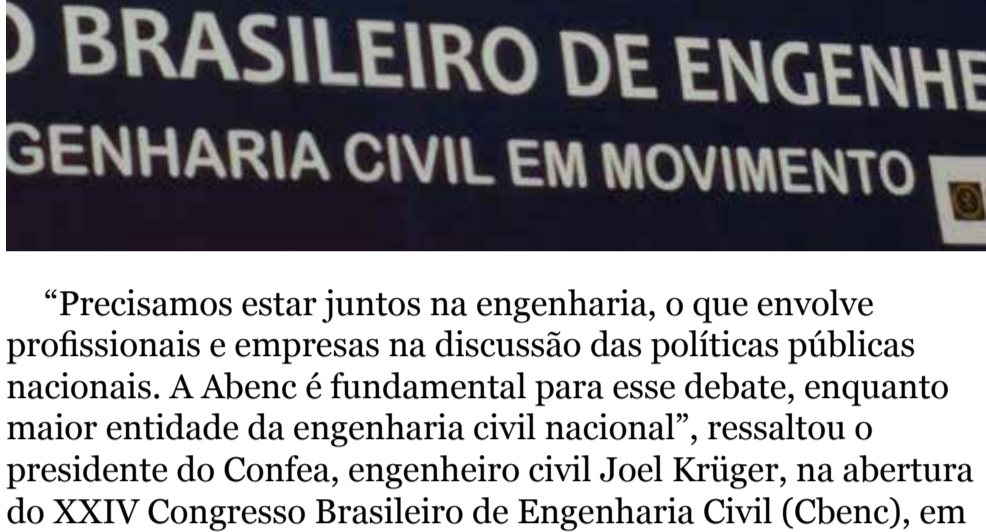 O BRASILEIRO DE ENGENHE
GENHARIA CIVIL EM MOVIMENTO
“Precisamos estar juntos na engenharia, o que envolve
profissionais e empresas na discussão das políticas públicas
nacionais. A Abenc é fundamental para esse debate, enquanto
maior entidade da engenharia civil nacional”, ressaltou o
presidente do Confea, engenheiro civil Joel Krüger, na abertura
do XXIV Congresso Brasileiro de Engenharia Civil (Cbenc), em